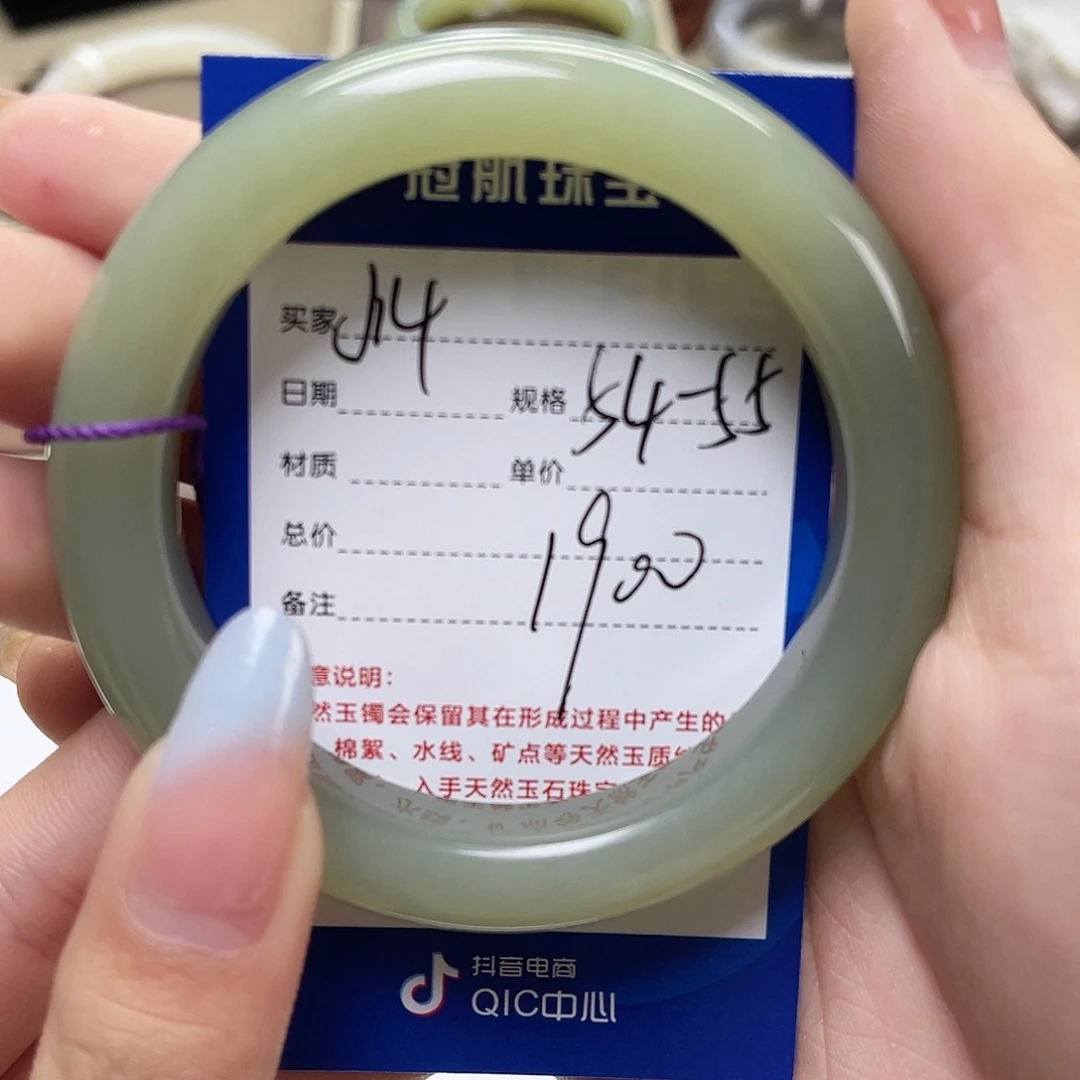 冠航珠宝
买家 J14
日期 规格 54-55
材质 单价
总价 1900
备注
意说明:
然玉镯会保留其在形成过程中产生的
棉絮、水线、矿点等天然玉质
入手天然玉石珠宝
抖音电商
QIC中心